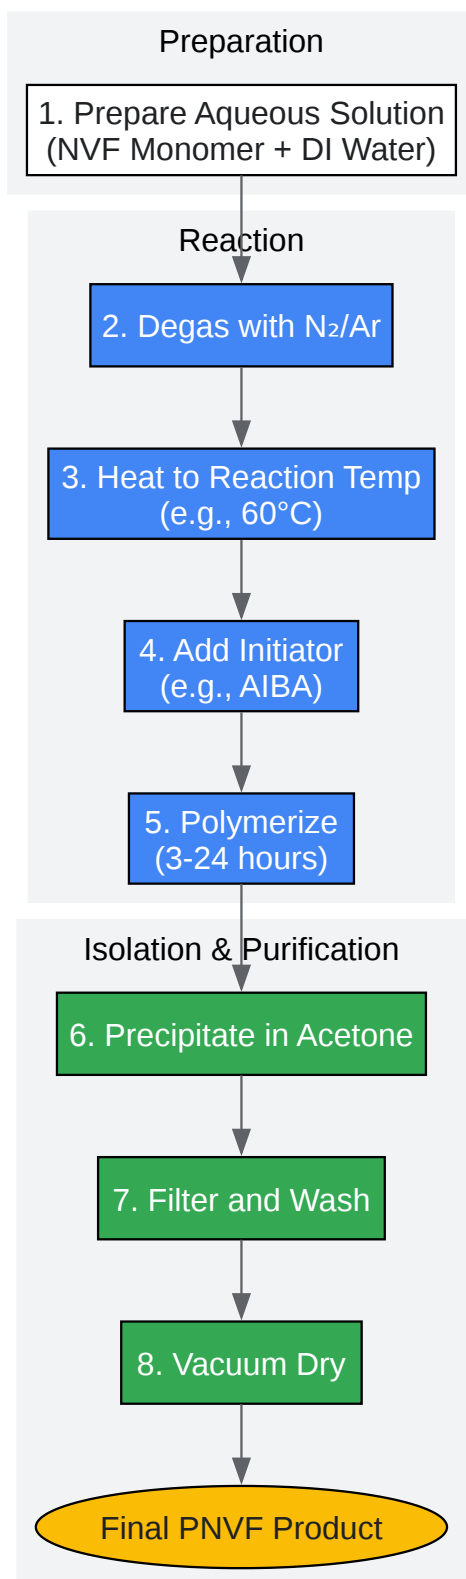 Preparation
1. Prepare Aqueous Solution
(NVF Monomer + DI Water)
Reaction
2. Degas with N₂/Ar
3. Heat to Reaction Temp
(e.g., 60°C)
4. Add Initiator
(e.g., AIBA)
5. Polymerize
(3-24 hours)
Isolation & Purification
6. Precipitate in Acetone
7. Filter and Wash
8. Vacuum Dry
Final PNVF Product